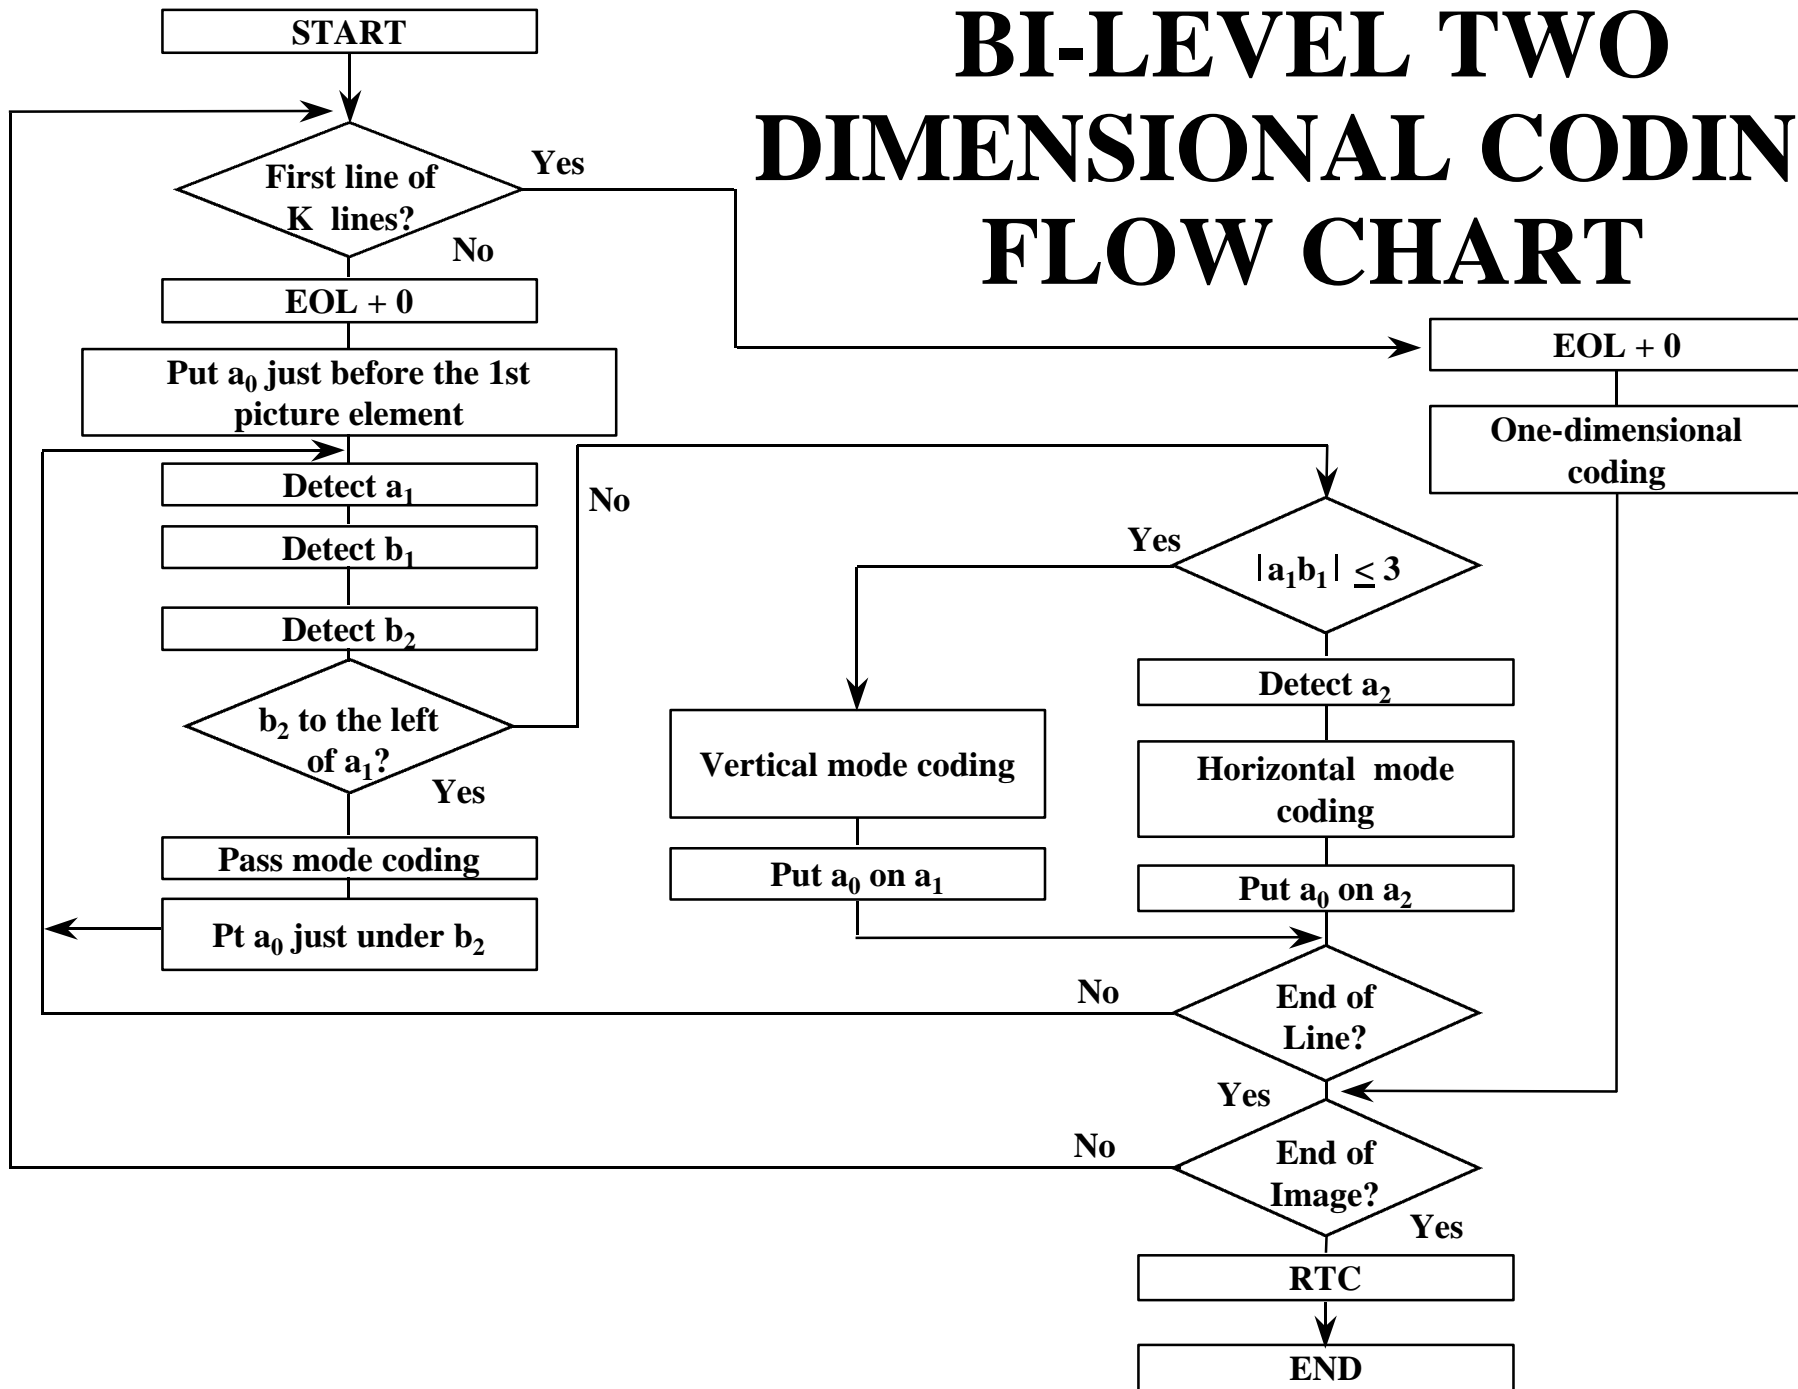 BI-LEVEL TWO
DIMENSIONAL CODIN
FLOW CHART
START
First line of
K lines?
Yes
No
EOL + 0
Put a₀ just before the 1st
picture element
Detect a₁
Detect b₁
Detect b₂
b₂ to the left
of a₁?
No
Yes
Pass mode coding
Pt a₀ just under b₂
EOL + 0
One-dimensional
coding
|a₁b₁| ≤ 3
Yes
Vertical mode coding
Put a₀ on a₁
Detect a₂
Horizontal mode
coding
Put a₀ on a₂
End of
Line?
No
Yes
End of
Image?
No
Yes
RTC
END